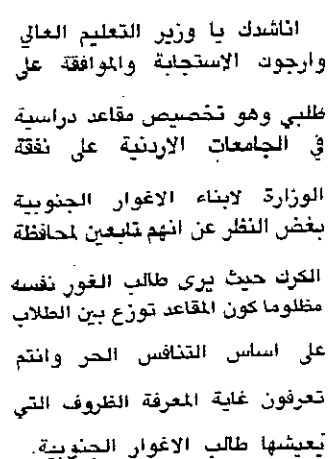 اناشدك يا وزير التعليم العالي
وارجوت الإستجابة والموافقة على
طلبي وهو تخصيص مقاعد دراسية
في الجامعات الاردنية على نفقة
الوزارة لابناء الاغوار الجنوبية
بغض النظر عن انهم تابعين لمحافظة
الكرك حيث يرى طالب الغور نفسه
مظلوما كون المقاعد توزع بين الطلاب
على اساس التنافس الحر وانتم
تعرفون غاية المعرفة الظروف التي
يعيشها طالب الاغوار الجنوبية.